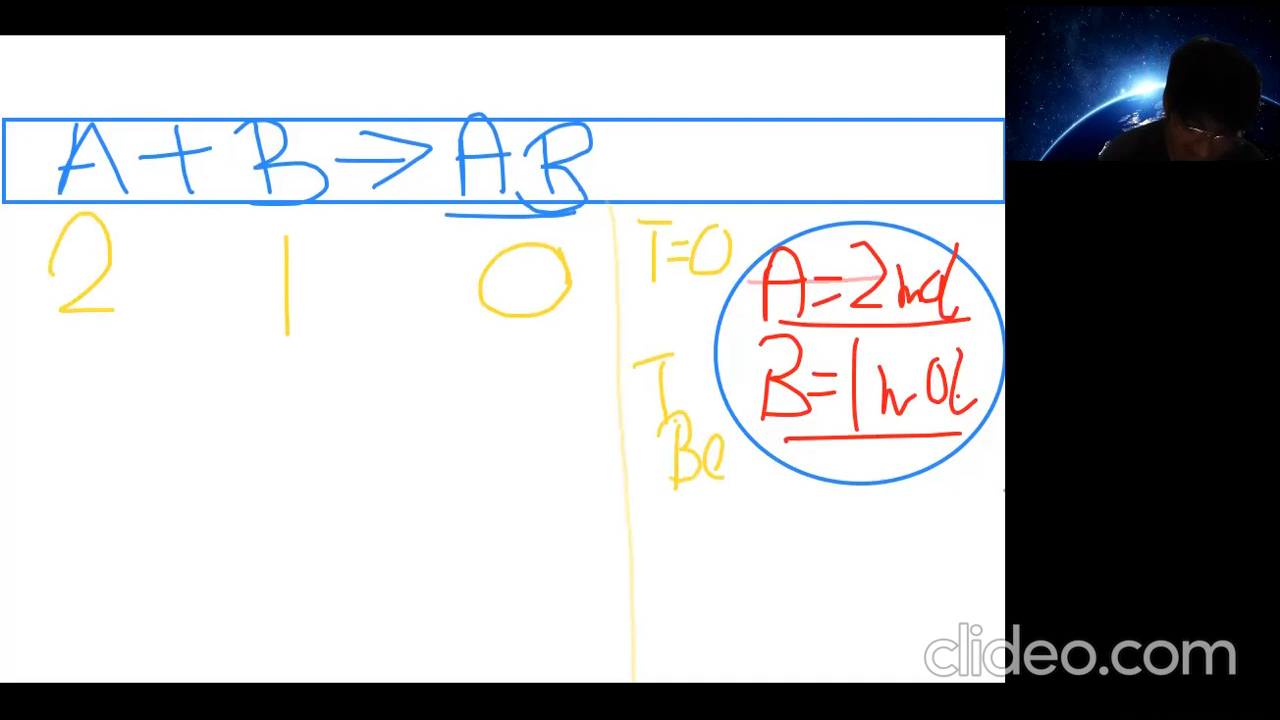 A + B -> AB
2 1 0
T=0
A=2mol
B=1mol
T
Be
clideo.com